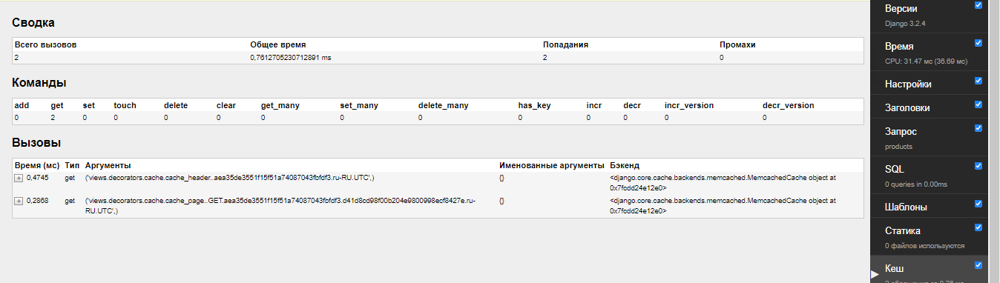 Сводка
Всего вызовов Общее время Попадания Промахи
2 0,7612705230712891 ms 2 0
Команды
add get set touch delete clear get_many set_many delete_many has_key incr decr incr_version decr_version
0 2 0 0 0 0 0 0 0 0 0 0 0 0
Вызовы
Время (мс) Тип Аргументы Именованные аргументы Бэкенд
0,4745 get ('views.decorators.cache.cache_header..aea35de3551f15f51a74087043fbfdf3.ru-RU.UTC',) {} <django.core.cache.backends.memcached.MemcachedCache object at
0x7fcdd24e12e0>
0,2868 get ('views.decorators.cache.cache_page..GET.aea35de3551f15f51a74087043fbfdf3.d41d8cd98f00b204e9800998ecf8427e.ru- {} <django.core.cache.backends.memcached.MemcachedCache object at
RU.UTC',) 0x7fcdd24e12e0>
Версии
Django 3.2.4
Время
CPU: 31.47 мс (36.69 мс)
Настройки
Заголовки
Запрос
products
SQL
0 queries in 0.00ms
Шаблоны
Статика
0 файлов используются
Кеш